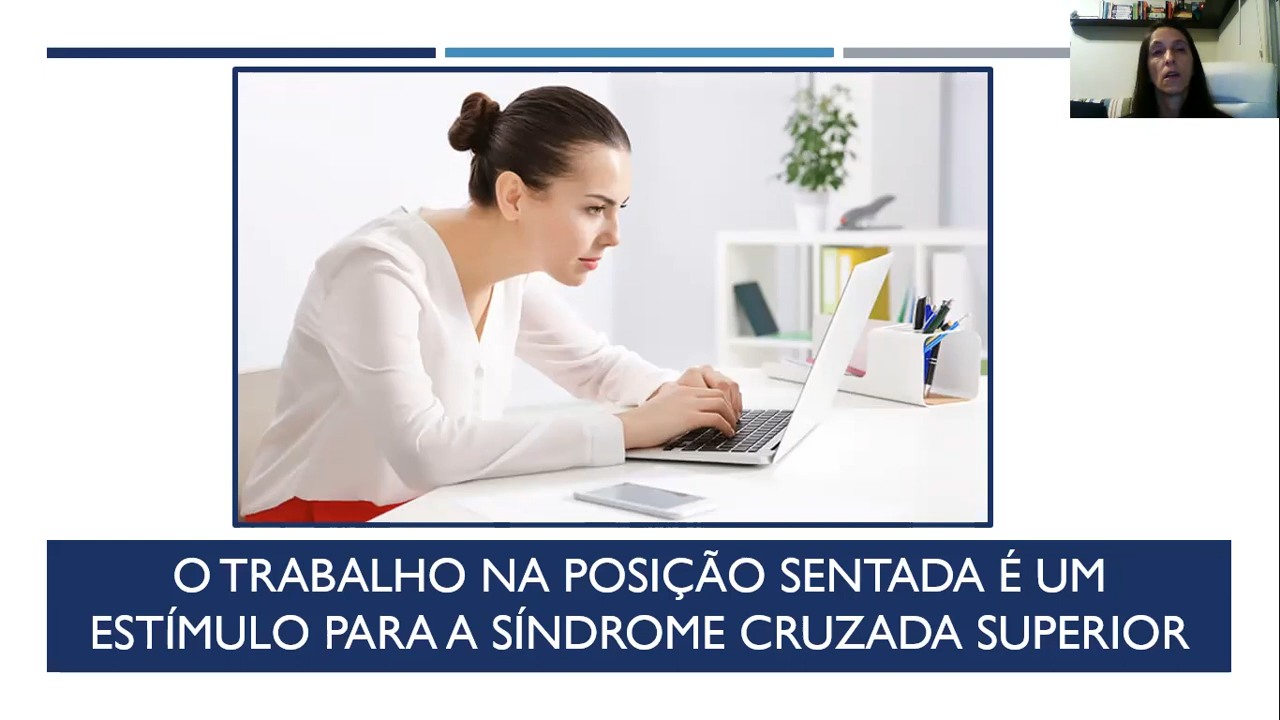 O TRABALHO NA POSIÇÃO SENTADA É UM
ESTÍMULO PARA A SÍNDROME CRUZADA SUPERIOR